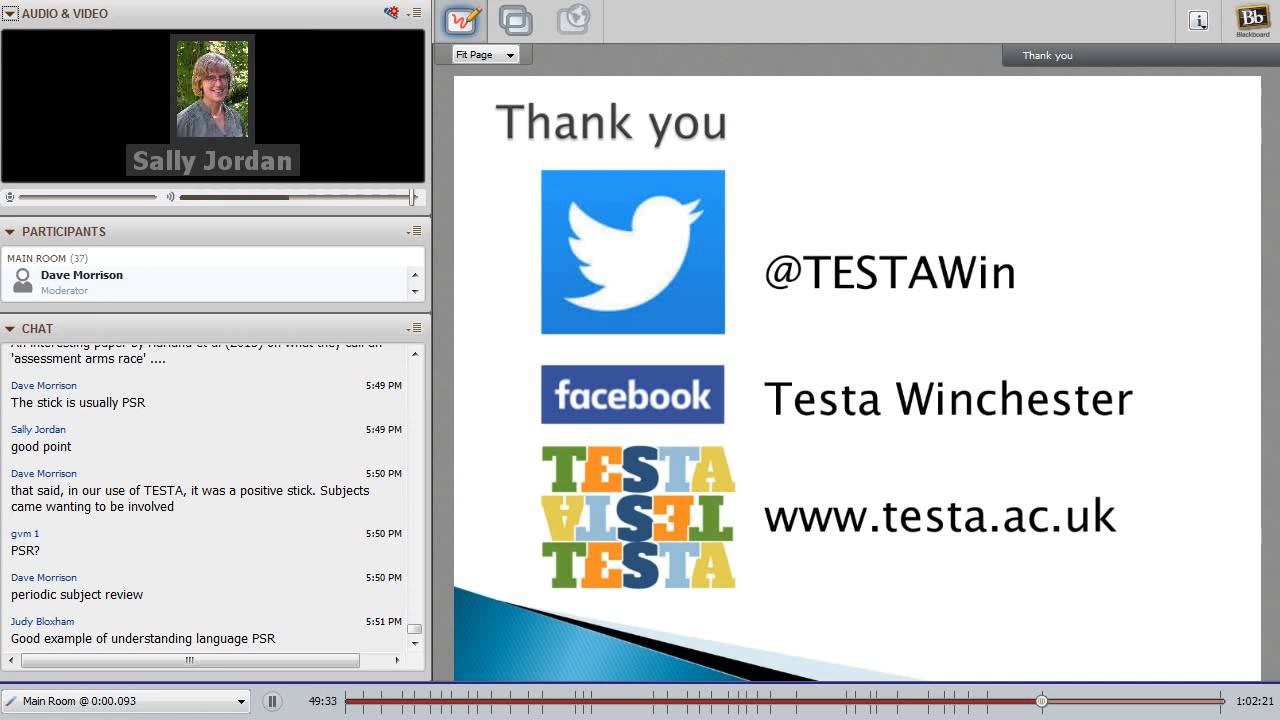 AUDIO & VIDEO
Sally Jordan
PARTICIPANTS
MAIN ROOM (37)
Dave Morrison
Moderator
CHAT
'assessment arms race' ....
Dave Morrison 5:49 PM
The stick is usually PSR
Sally Jordan 5:49 PM
good point
Dave Morrison 5:50 PM
that said, in our use of TESTA, it was a positive stick. Subjects
came wanting to be involved
gvm 1 5:50 PM
PSR?
Dave Morrison 5:50 PM
periodic subject review
Judy Bloxham 5:51 PM
Good example of understanding language PSR
Main Room @ 0:00.093
49:33
1:02:21
Fit Page
Thank you
Bb
Blackboard
Thank you
@TESTAWin
facebook
Testa Winchester
TESTA
TESTA
TESTA
www.testa.ac.uk